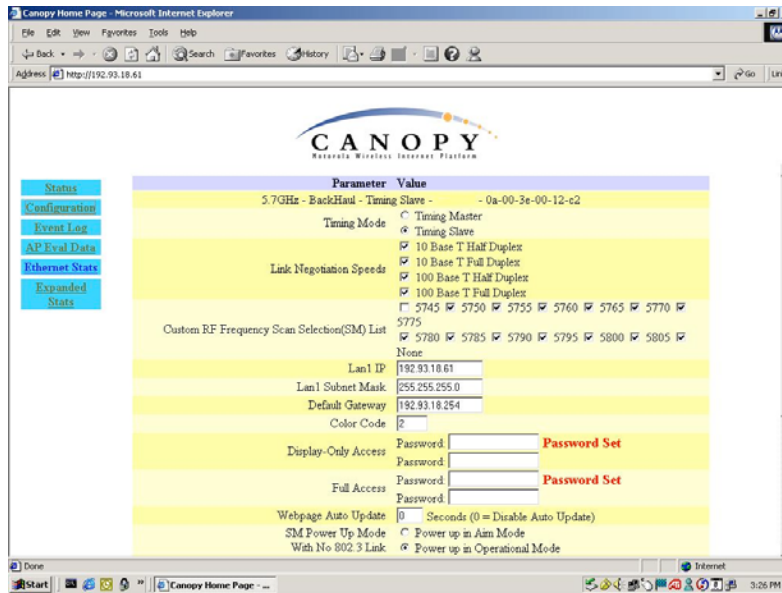 Canopy Home Page - Microsoft Internet Explorer
File Edit View Favorites Tools Help
Back Search Favorites History
Address http://192.93.18.61 Go Lin
CANOPY
Motorola Wireless Internet Platform
Status
Configuration
Event Log
AP Eval Data
Ethernet Stats
Expanded
Stats
Parameter Value
5.7GHz - BackHaul - Timing Slave - - 0a-00-3e-00-12-c2
Timing Mode
Timing Master
Timing Slave
Link Negotiation Speeds
10 Base T Half Duplex
10 Base T Full Duplex
100 Base T Half Duplex
100 Base T Full Duplex
Custom RF Frequency Scan Selection(SM) List
5745 5750 5755 5760 5765 5770
5775
5780 5785 5790 5795 5800 5805
None
Lan1 IP 192.93.18.61
Lan1 Subnet Mask 255.255.255.0
Default Gateway 192.93.18.254
Color Code 2
Display-Only Access
Password: Password Set
Password:
Full Access
Password: Password Set
Password:
Webpage Auto Update 0 Seconds (0 = Disable Auto Update)
SM Power Up Mode
With No 802.3 Link
Power up in Aim Mode
Power up in Operational Mode
Done Internet
Start » Canopy Home Page - ... 3:26 PM